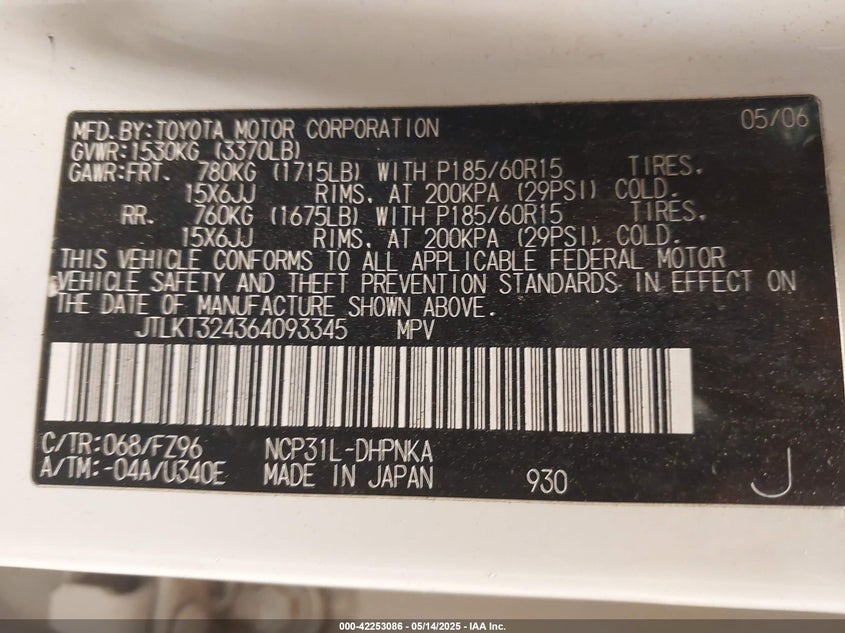 MFD. BY: TOYOTA MOTOR CORPORATION 05/06
GVWR: 1530KG (3370LB)
GAWR: FRT. 780KG (1715LB) WITH P185/60R15 TIRES,
15X6JJ RIMS, AT 200KPA (29PSI) COLD.
RR. 760KG (1675LB) WITH P185/60R15 TIRES,
15X6JJ RIMS, AT 200KPA (29PSI) COLD.
THIS VEHICLE CONFORMS TO ALL APPLICABLE FEDERAL MOTOR
VEHICLE SAFETY AND THEFT PREVENTION STANDARDS IN EFFECT ON
THE DATE OF MANUFACTURE SHOWN ABOVE.
JTLKT324364093345 MPV
C/TR: 068/FZ96 NCP31L-DHPNKA
A/TM: -04A/U340E MADE IN JAPAN 930 J
000-42253086 - 05/14/2025 - IAA Inc.